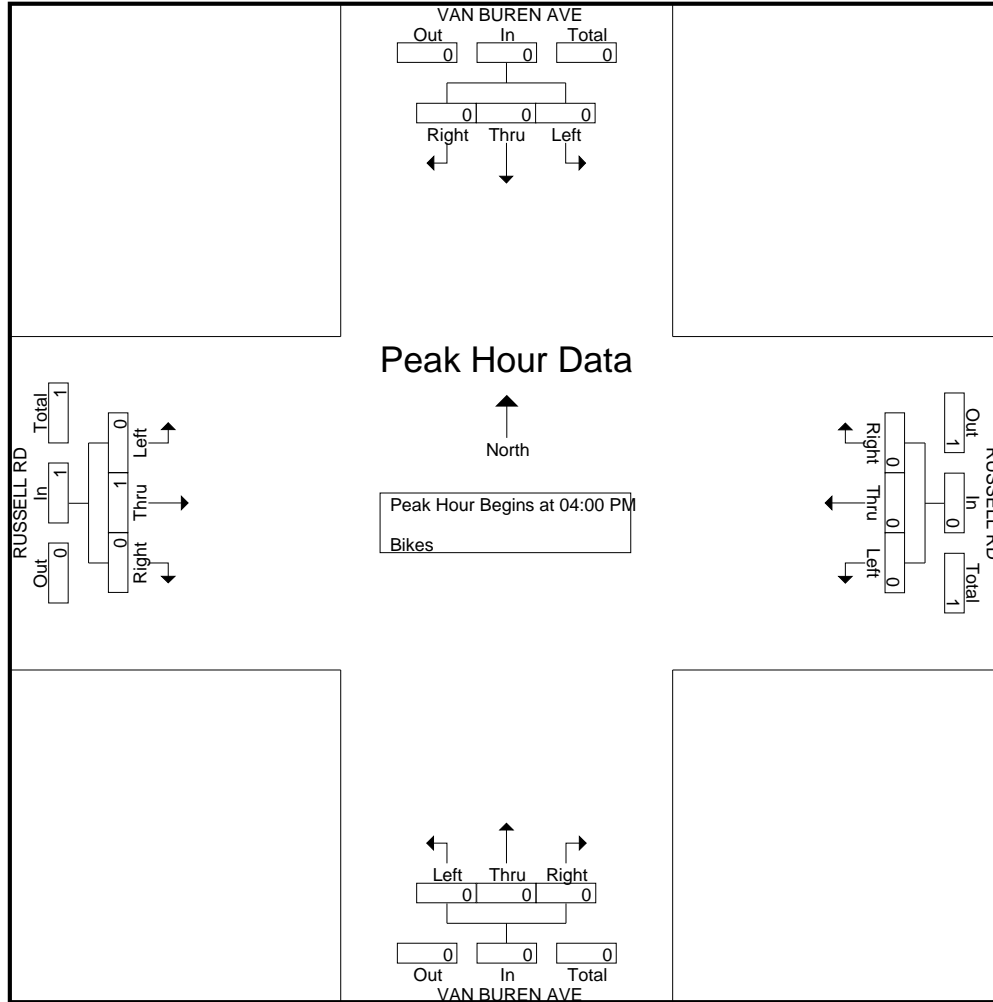 VAN BUREN AVE
Out In Total
0 0 0
0 0 0
Right Thru Left
Peak Hour Data
North
Peak Hour Begins at 04:00 PM
Bikes
RUSSELL RD
Out In Total
0 1 1
0 1 0
Right Thru Left
RUSSELL RD
Out In Total
1 0 1
0 0 0
Right Thru Left
Left Thru Right
0 0 0
0 0 0
Out In Total
VAN BUREN AVE